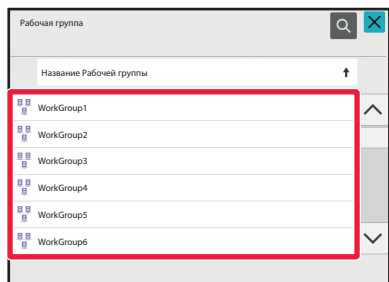 Рабочая группа
Название Рабочей группы
WorkGroup1
WorkGroup2
WorkGroup3
WorkGroup4
WorkGroup5
WorkGroup6